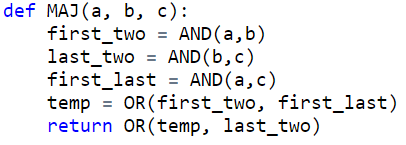 def MAJ(a, b, c):
    first_two = AND(a,b)
    last_two = AND(b,c)
    first_last = AND(a,c)
    temp = OR(first_two, first_last)
    return OR(temp, last_two)